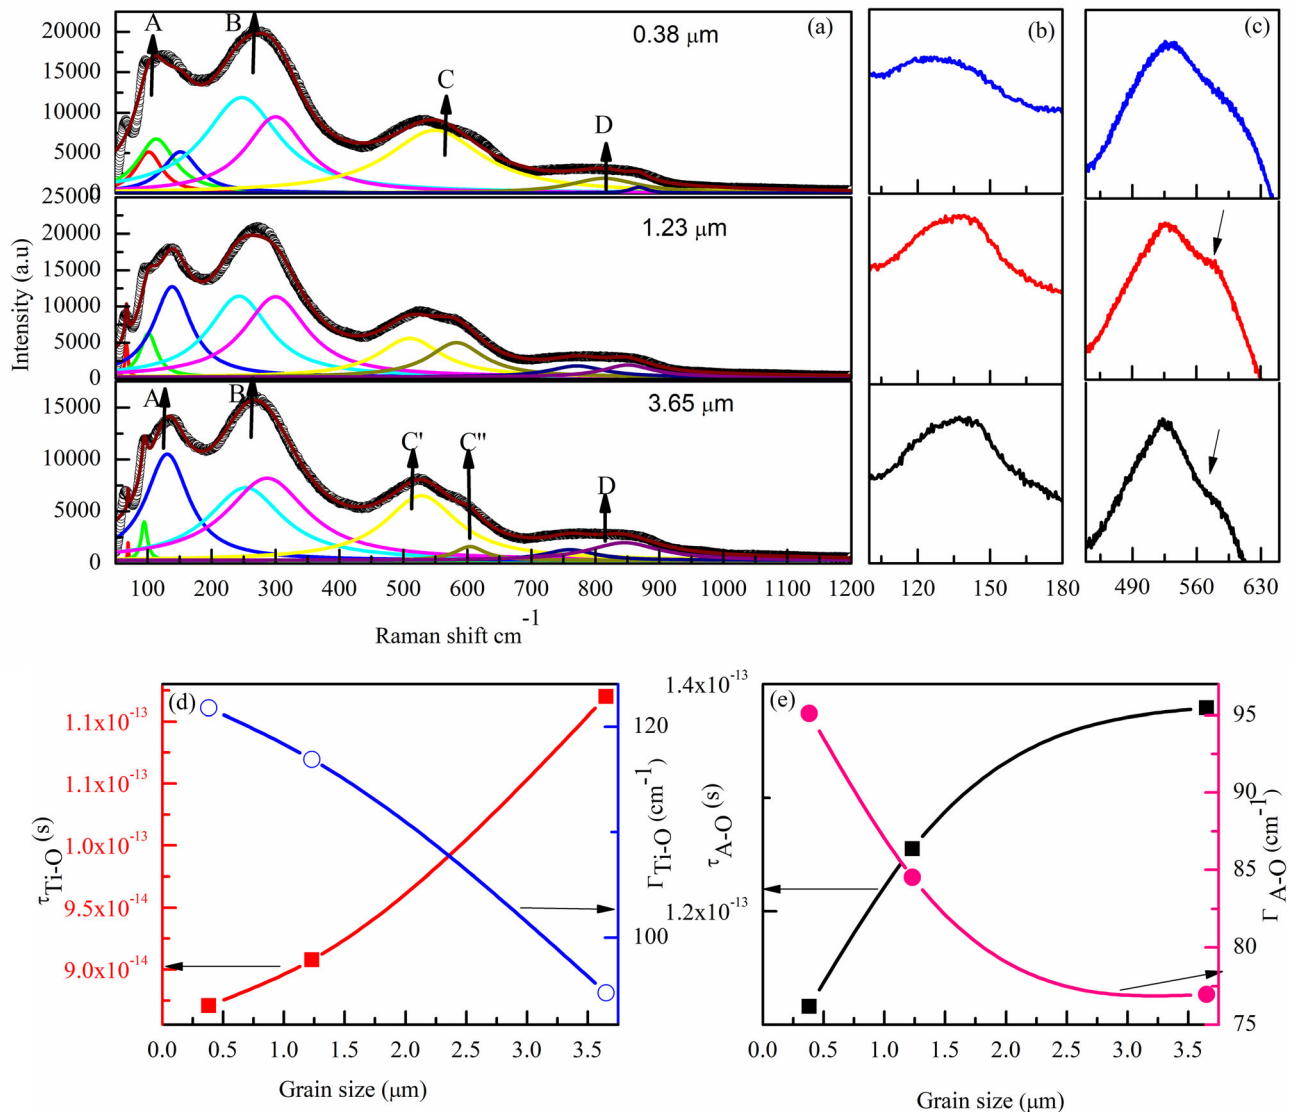 A
B
(a)
0.38 μm
C
D
20000
15000
10000
5000
0
25000
1.23 μm
20000
15000
10000
5000
0
A
B
3.65 μm
C'
C"
D
15000
10000
5000
0
Intensity (a.u)
100 200 300 400 500 600 700 800 900 1000 1100 1200
Raman shift cm-1
(b)
120 150 180
(c)
490 560 630
(d)
1.1x10-13
1.1x10-13
1.0x10-13
9.5x10-14
9.0x10-14
τTi-O (s)
120
100
ΓTi-O (cm-1)
0.0 0.5 1.0 1.5 2.0 2.5 3.0 3.5
Grain size (μm)
(e)
1.4x10-13
1.2x10-13
τA-O (s)
95
90
85
80
75
ΓA-O (cm-1)
0.0 0.5 1.0 1.5 2.0 2.5 3.0 3.5
Grain size (μm)